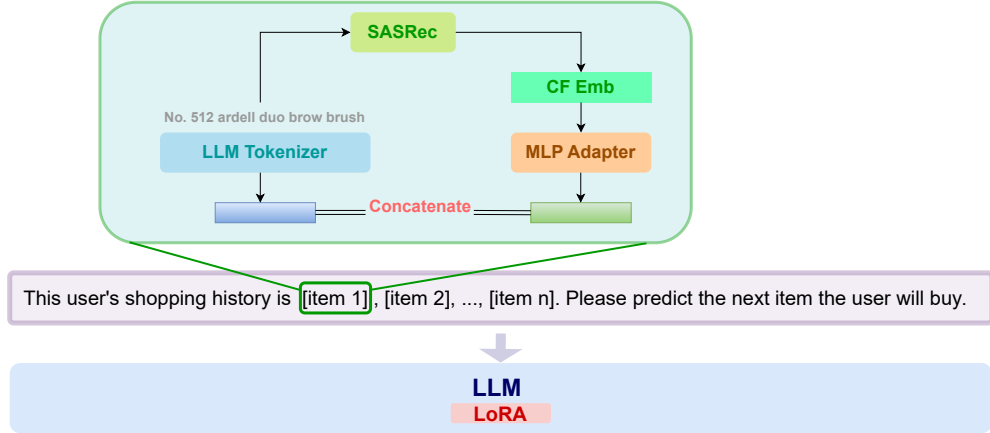 SASRec
CF Emb
No. 512 ardell duo brow brush
LLM Tokenizer
MLP Adapter
Concatenate
This user's shopping history is [item 1] , [item 2], ..., [item n]. Please predict the next item the user will buy.
LLM
LoRA